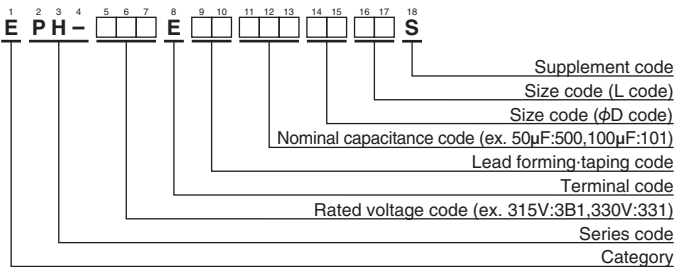 1 2 3 4 5 6 7 8 9 10 11 12 13 14 15 16 17 18
E PH- □□□ E □□ □□□ □□ □□ S
Supplement code
Size code (L code)
Size code (ϕD code)
Nominal capacitance code (ex. 50µF:500,100µF:101)
Lead forming·taping code
Terminal code
Rated voltage code (ex. 315V:3B1,330V:331)
Series code
Category